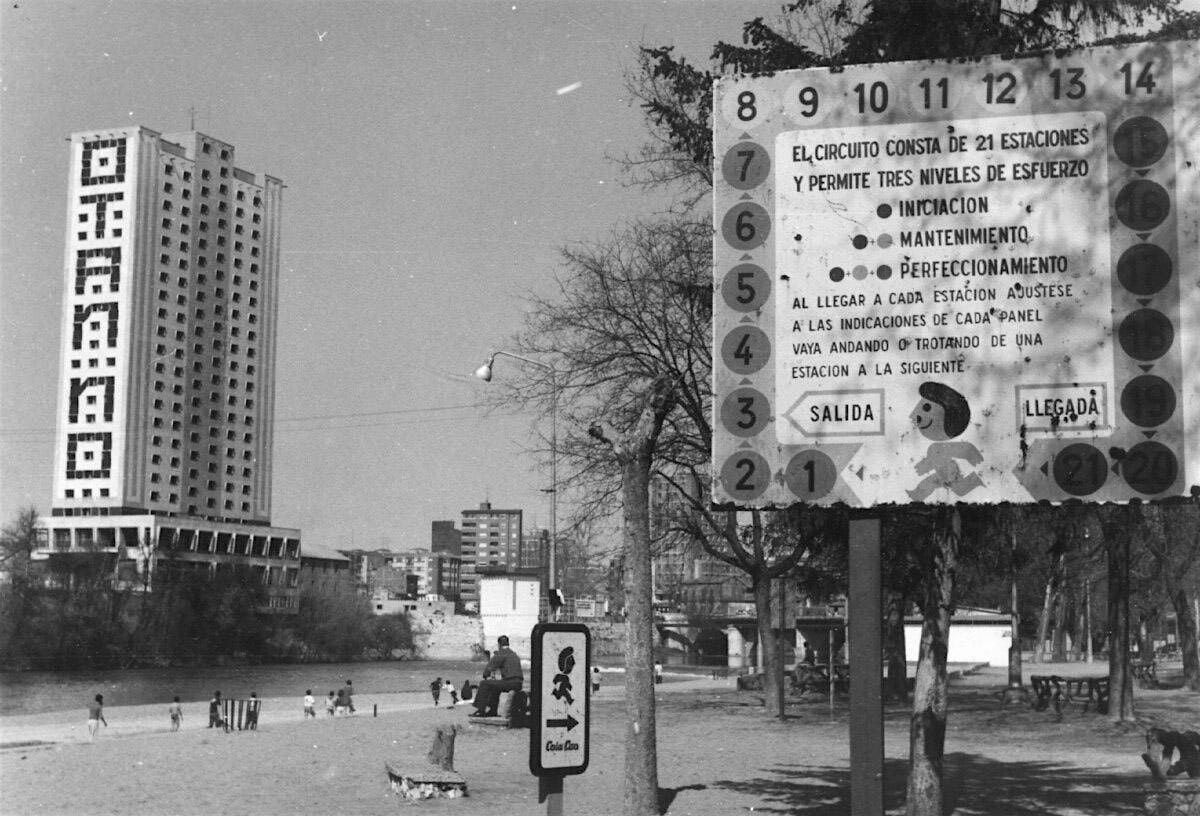 OTANNO
8 9 10 11 12 13 14
7
6
5
4
3
2 1
EL CIRCUITO CONSTA DE 21 ESTACIONES
Y PERMITE TRES NIVELES DE ESFUERZO
INICIACION
+ MANTENIMIENTO
+ + PERFECCIONAMIENTO
AL LLEGAR A CADA ESTACION AJUSTESE
A LAS INDICACIONES DE CADA PANEL
VAYA ANDANDO O TROTANDO DE UNA
ESTACION A LA SIGUIENTE
SALIDA
LLEGADA
15
16
17
18
19
21 20
Cola Cao